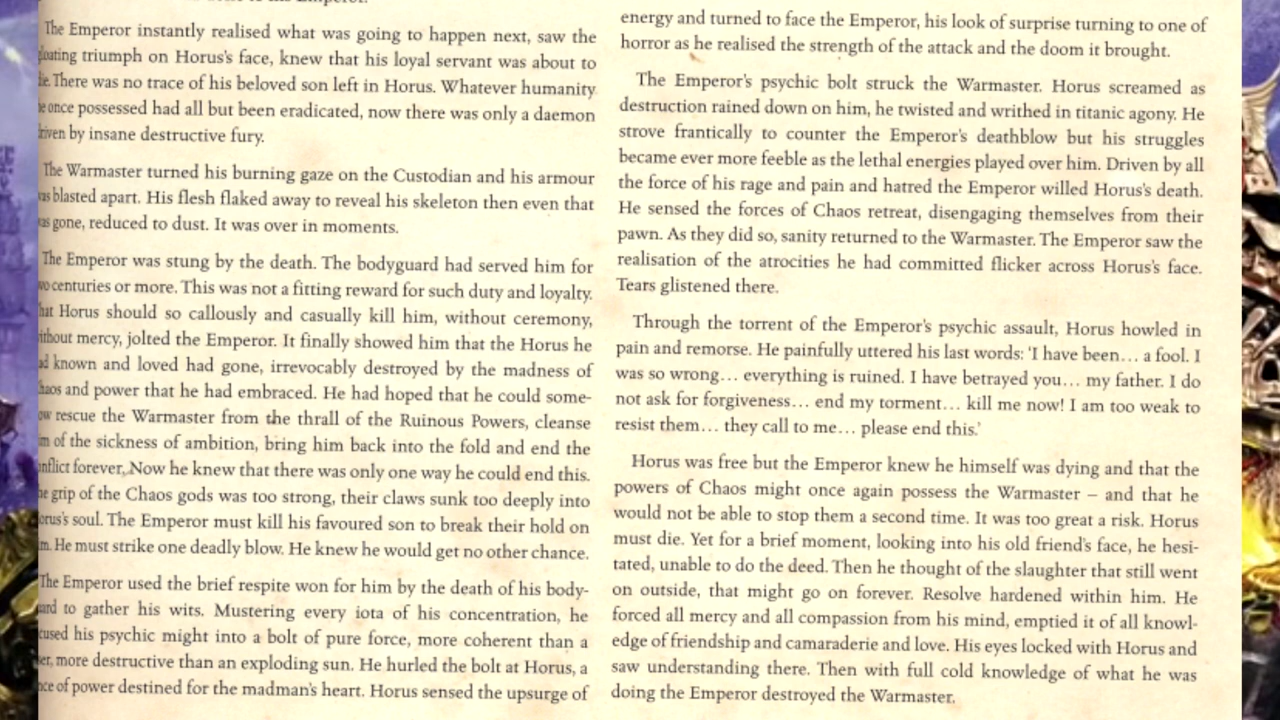 The Emperor instantly realised what was going to happen next, saw the
triumph on Horus's face, knew that his loyal servant was about to
There was no trace of his beloved son left in Horus. Whatever humanity
once possessed had all but been eradicated, now there was only a daemon
by insane destructive fury.
The Warmaster turned his burning gaze on the Custodian and his armour
blasted apart. His flesh flaked away to reveal his skeleton then even that
gone, reduced to dust. It was over in moments.
The Emperor was stung by the death. The bodyguard had served him for
centuries or more. This was not a fitting reward for such duty and loyalty.
Horus should so callously and casually kill him, without ceremony,
mercy, jolted the Emperor. It finally showed him that the Horus he
known and loved had gone, irrevocably destroyed by the madness of
and power that he had embraced. He had hoped that he could some-
rescue the Warmaster from the thrall of the Ruinous Powers, cleanse
of the sickness of ambition, bring him back into the fold and end the
forever. Now he knew that there was only one way he could end this.
grip of the Chaos gods was too strong, their claws sunk too deeply into
soul. The Emperor must kill his favoured son to break their hold on
He must strike one deadly blow. He knew he would get no other chance.
The Emperor used the brief respite won for him by the death of his body-
to gather his wits. Mustering every iota of his concentration, he
his psychic might into a bolt of pure force, more coherent than a
more destructive than an exploding sun. He hurled the bolt at Horus, a
of power destined for the madman's heart. Horus sensed the upsurge of
energy and turned to face the Emperor, his look of surprise turning to one of
horror as he realised the strength of the attack and the doom it brought.
The Emperor's psychic bolt struck the Warmaster. Horus screamed as
destruction rained down on him, he twisted and writhed in titanic agony. He
strove frantically to counter the Emperor's deathblow but his struggles
became ever more feeble as the lethal energies played over him. Driven by all
the force of his rage and pain and hatred the Emperor willed Horus's death.
He sensed the forces of Chaos retreat, disengaging themselves from their
pawn. As they did so, sanity returned to the Warmaster. The Emperor saw the
realisation of the atrocities he had committed flicker across Horus's face.
Tears glistened there.
Through the torrent of the Emperor's psychic assault, Horus howled in
pain and remorse. He painfully uttered his last words: 'I have been… a fool. I
was so wrong… everything is ruined. I have betrayed you… my father. I do
not ask for forgiveness… end my torment… kill me now! I am too weak to
resist them… they call to me… please end this.'
Horus was free but the Emperor knew he himself was dying and that the
powers of Chaos might once again possess the Warmaster – and that he
would not be able to stop them a second time. It was too great a risk. Horus
must die. Yet for a brief moment, looking into his old friend's face, he hesi-
tated, unable to do the deed. Then he thought of the slaughter that still went
on outside, that might go on forever. Resolve hardened within him. He
forced all mercy and all compassion from his mind, emptied it of all knowl-
edge of friendship and camaraderie and love. His eyes locked with Horus and
saw understanding there. Then with full cold knowledge of what he was
doing the Emperor destroyed the Warmaster.